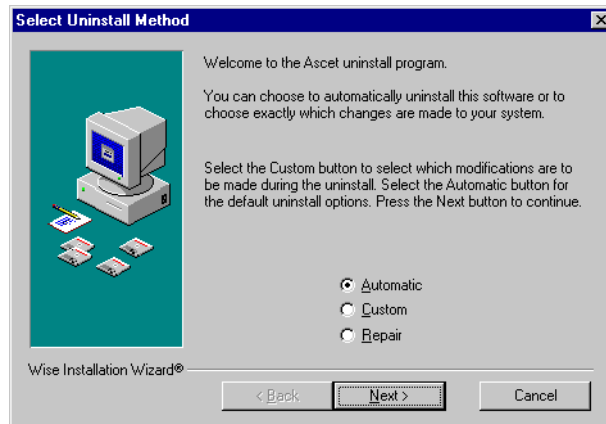 Select Uninstall Method
Welcome to the Ascet uninstall program.
You can choose to automatically uninstall this software or to
choose exactly which changes are made to your system.
Select the Custom button to select which modifications are to
be made during the uninstall. Select the Automatic button for
the default uninstall options. Press the Next button to continue.
Automatic
Custom
Repair
Wise Installation Wizard®
< Back
Next >
Cancel